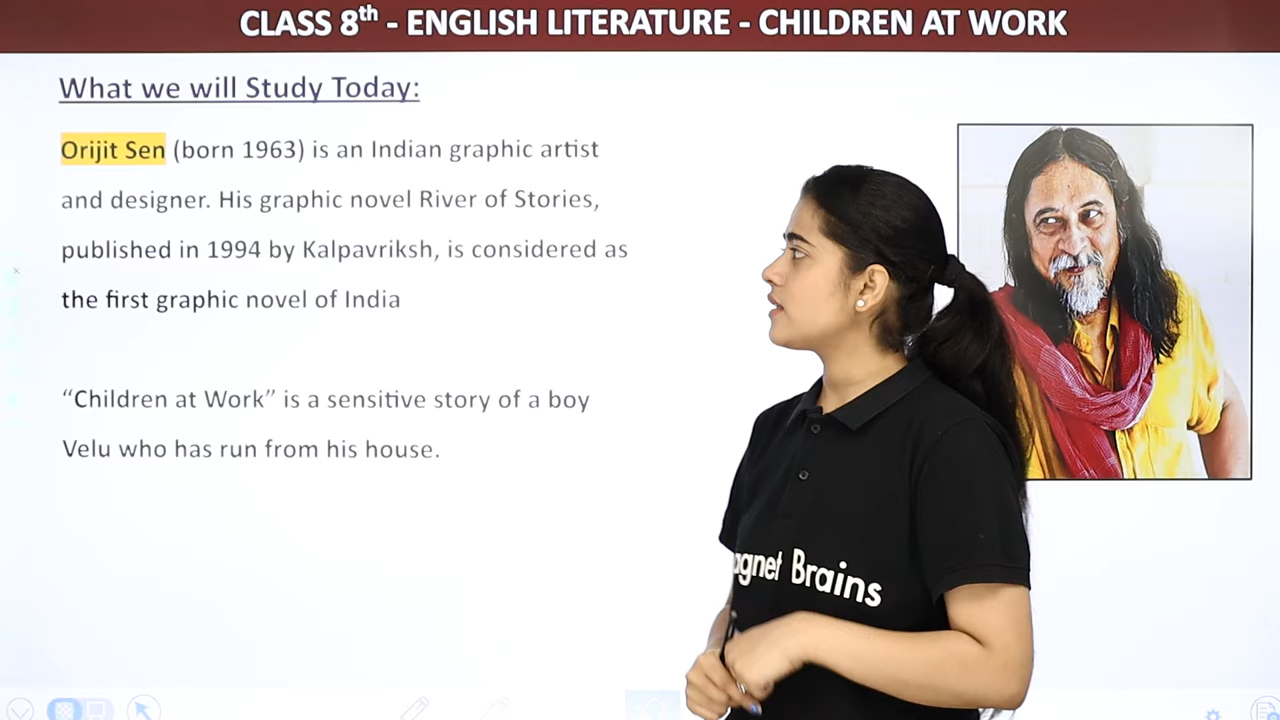 CLASS 8th - ENGLISH LITERATURE - CHILDREN AT WORK
What we will Study Today:
Orijit Sen (born 1963) is an Indian graphic artist
and designer. His graphic novel River of Stories,
published in 1994 by Kalpavriksh, is considered as
the first graphic novel of India
“Children at Work” is a sensitive story of a boy
Velu who has run from his house.
agnet Brains